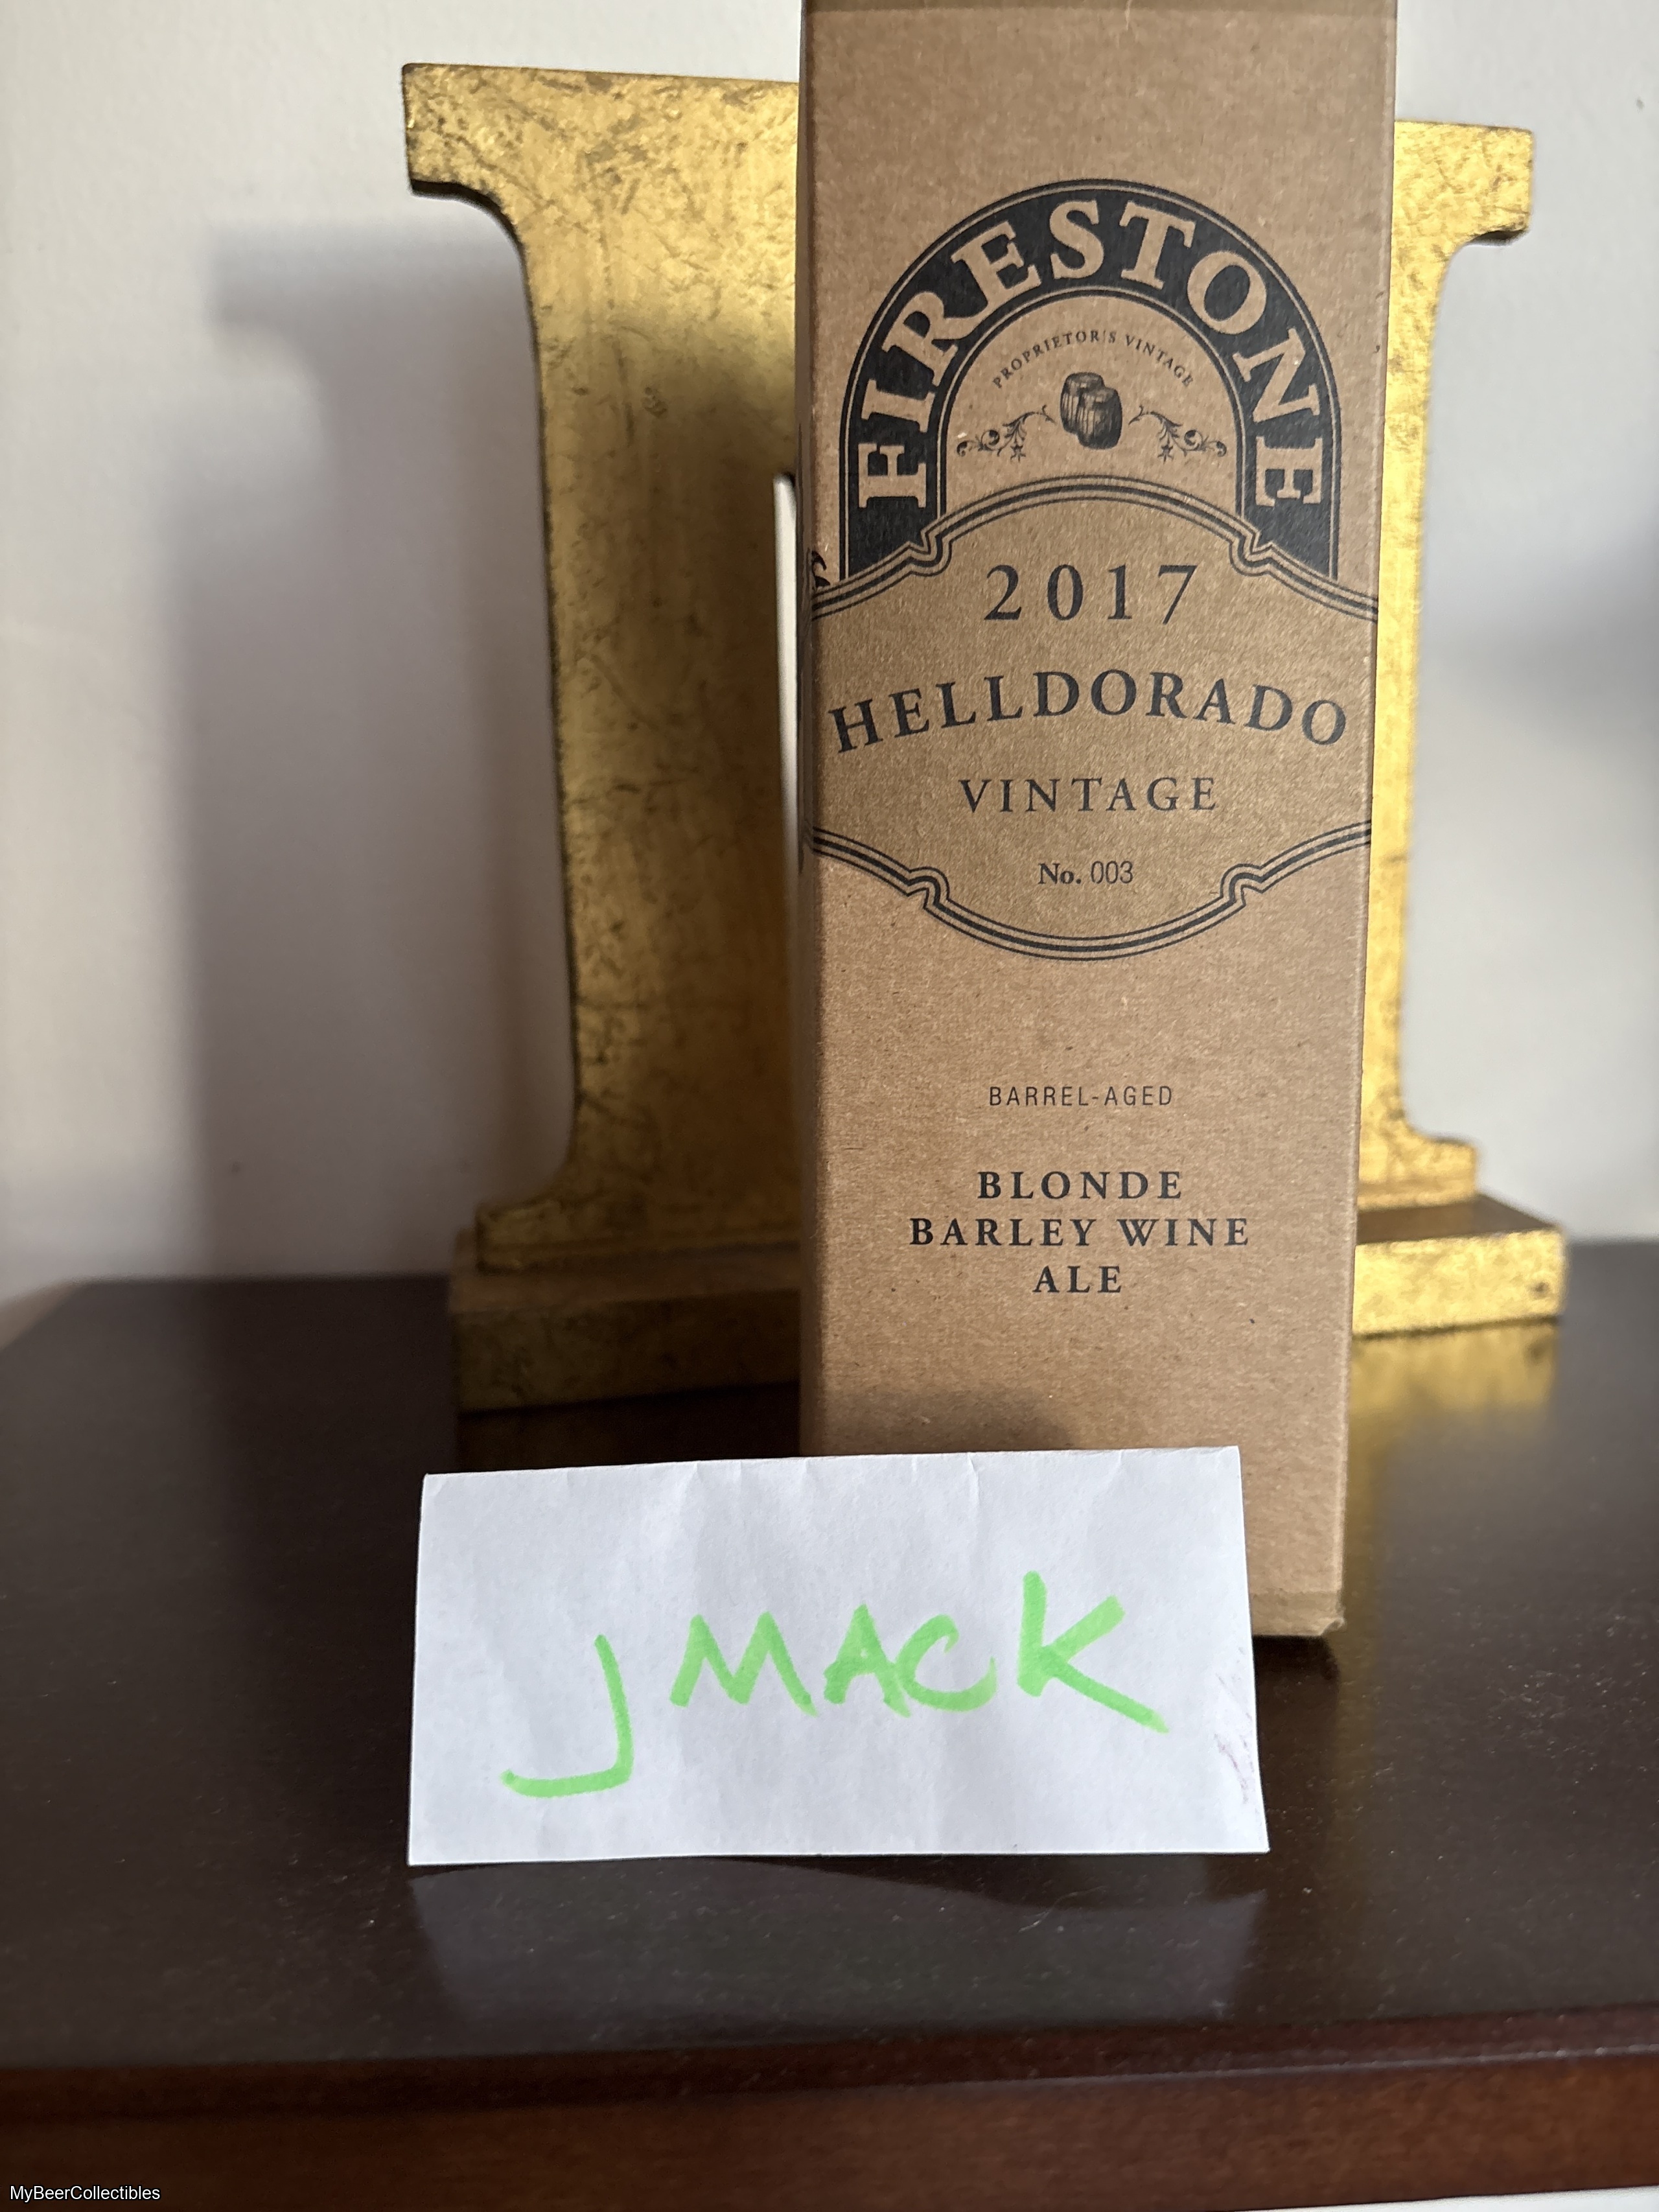 FIRESTONE
PROPRIETOR'S VINTAGE
2017
HELLDORADO
VINTAGE
No. 003
BARREL-AGED
BLONDE
BARLEY WINE
ALE
JMACK
MyBeerCollectibles